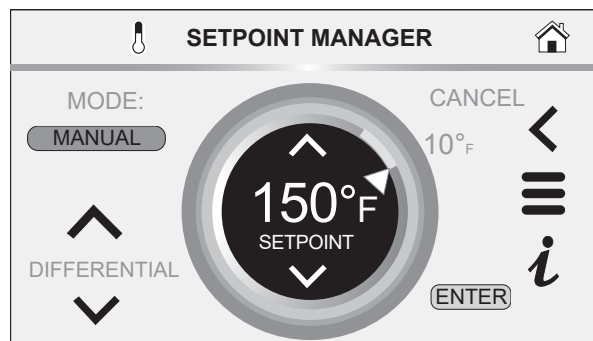 SETPOINT MANAGER
MODE:
MANUAL
CANCEL
10°F
150°F
SETPOINT
DIFFERENTIAL
i
ENTER